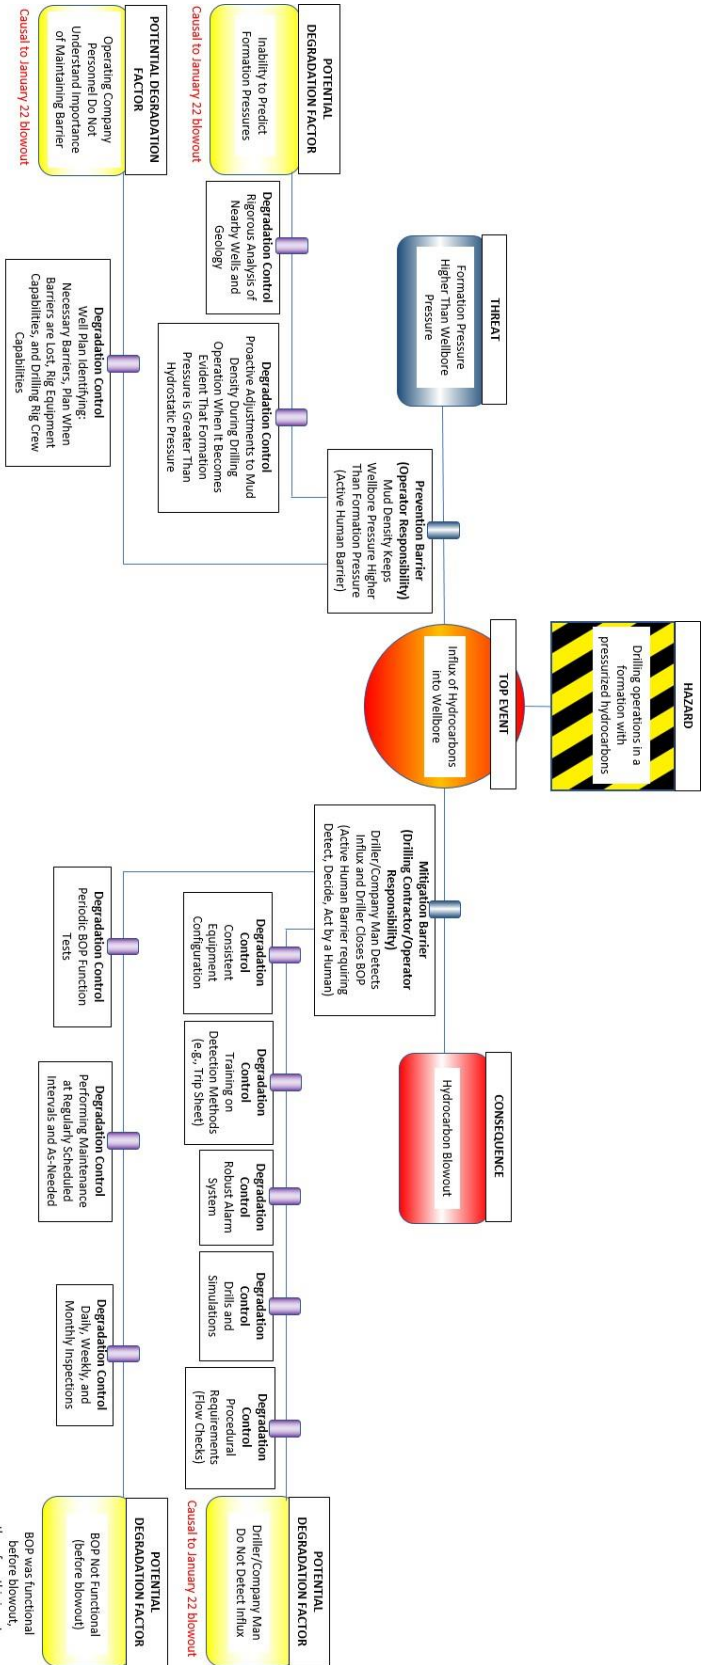 HAZARD
Drilling operations in a
formation with
pressurized hydrocarbons
THREAT
Formation Pressure
Higher Than Wellbore
Pressure
TOP EVENT
Influx of Hydrocarbons
into Wellbore
CONSEQUENCE
Hydrocarbon Blowout
Prevention Barrier
(Operator Responsibility)
Mud Density Keeps
Wellbore Pressure Higher
Than Formation Pressure
(Active Human Barrier)
Mitigation Barrier
(Drilling Contractor/Operator
Responsibility)
Driller/Company Man Detects
Influx and Driller Closes BOP
(Active Human Barrier requiring
Detect, Decide, Act by a Human)
POTENTIAL
DEGRADATION FACTOR
Inability to Predict
Formation Pressures
Causal to January 22 blowout
Degradation Control
Rigorous Analysis of
Nearby Wells and
Geology
Degradation Control
Proactive Adjustments to Mud
Density During Drilling
Operation When It Becomes
Evident That Formation
Pressure is Greater Than
Hydrostatic Pressure
Degradation
Control
Consistent
Equipment
Configuration
Degradation
Control
Training on
Detection Methods
(e.g., Trip Sheet)
Degradation
Control
Robust Alarm
System
Degradation
Control
Drills and
Simulations
Degradation
Control
Procedural
Requirements
(Flow Checks)
POTENTIAL
DEGRADATION FACTOR
Driller/Company Man
Do Not Detect Influx
Causal to January 22 blowout
POTENTIAL DEGRADATION
FACTOR
Operating Company
Personnel Do Not
Understand Importance
of Maintaining Barrier
Causal to January 22 blowout
Degradation Control
Well Plan Identifying:
Necessary Barriers, Plan When
Barriers are Lost, Rig Equipment
Capabilities, and Drilling Rig Crew
Capabilities
Degradation Control
Periodic BOP Function
Tests
Degradation Control
Performing Maintenance
at Regularly Scheduled
Intervals and As-Needed
Degradation Control
Daily, Weekly, and
Monthly Inspections
POTENTIAL
DEGRADATION FACTOR
BOP Not Functional
(before blowout)
BOP was functional
before blowout,